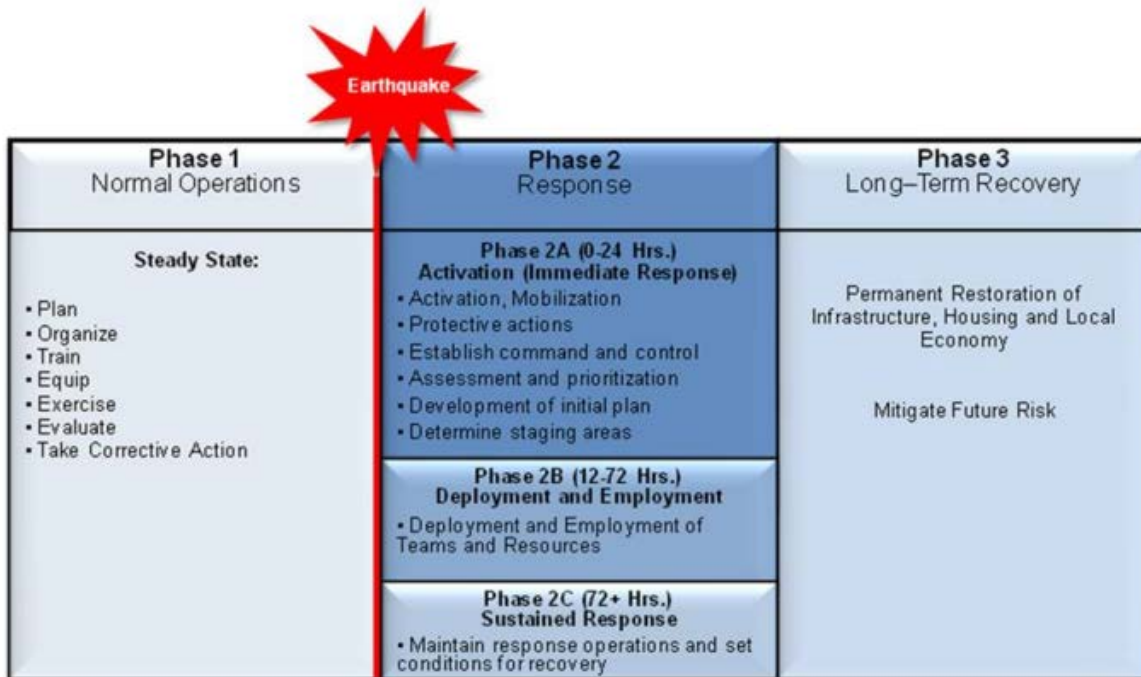 Earthquake
Phase 1
Normal Operations
Phase 2
Response
Phase 3
Long–Term Recovery
Steady State:
▪ Plan
▪ Organize
▪ Train
▪ Equip
▪ Exercise
▪ Evaluate
▪ Take Corrective Action
Phase 2A (0-24 Hrs.)
Activation (Immediate Response)
▪ Activation, Mobilization
▪ Protective actions
▪ Establish command and control
▪ Assessment and prioritization
▪ Development of initial plan
▪ Determine staging areas
Phase 2B (12-72 Hrs.)
Deployment and Employment
▪ Deployment and Employment of
Teams and Resources
Phase 2C (72+ Hrs.)
Sustained Response
▪ Maintain response operations and set
conditions for recovery
Permanent Restoration of
Infrastructure, Housing and Local
Economy
Mitigate Future Risk